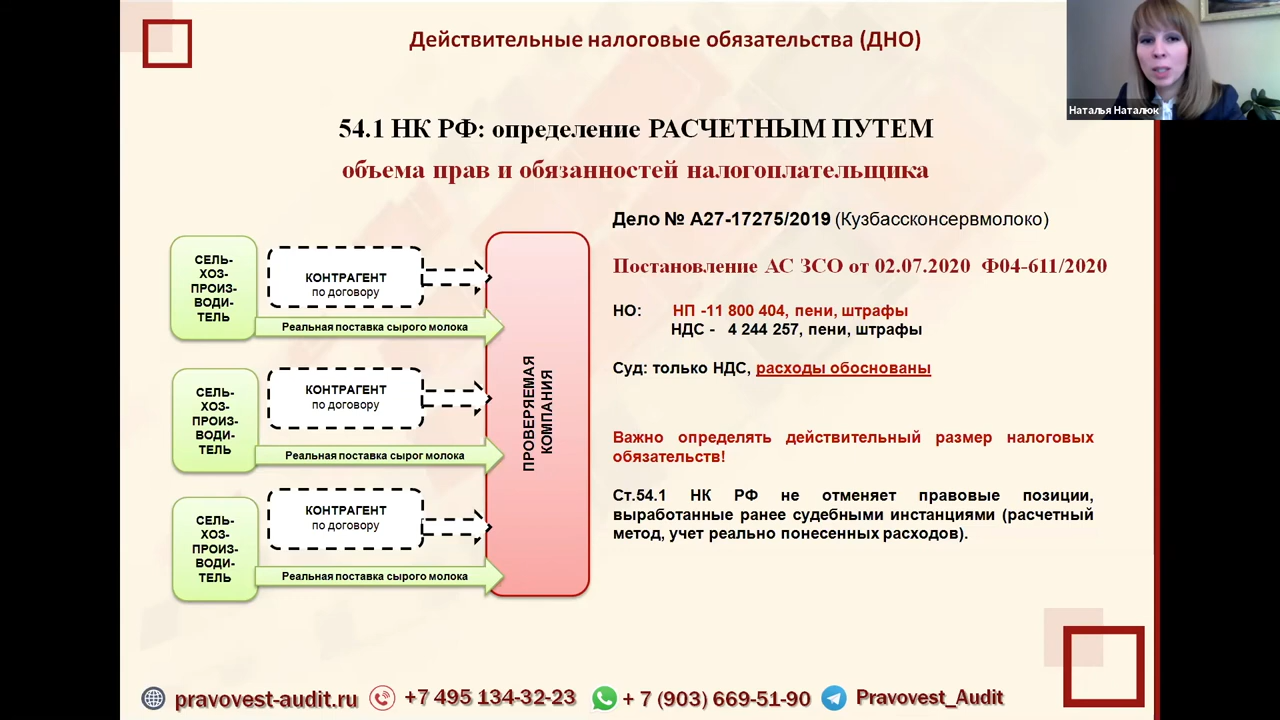 Действительные налоговые обязательства (ДНО)
Наталья Наталюк
54.1 НК РФ: определение РАСЧЕТНЫМ ПУТЕМ
объема прав и обязанностей налогоплательщика
СЕЛЬ-
ХОЗ-
ПРОИЗ-
ВОДИ-
ТЕЛЬ
КОНТРАГЕНТ
по договору
Реальная поставка сырого молока
СЕЛЬ-
ХОЗ-
ПРОИЗ-
ВОДИ-
ТЕЛЬ
КОНТРАГЕНТ
по договору
Реальная поставка сырог молока
СЕЛЬ-
ХОЗ-
ПРОИЗ-
ВОДИ-
ТЕЛЬ
КОНТРАГЕНТ
по договору
Реальная поставка сырого молока
ПРОВЕРЯЕМАЯ
КОМПАНИЯ
Дело № А27-17275/2019 (Кузбассконсервмолоко)
Постановление АС ЗСО от 02.07.2020 Ф04-611/2020
НО: НП -11 800 404, пени, штрафы
НДС - 4 244 257, пени, штрафы
Суд: только НДС, расходы обоснованы
Важно определять действительный размер налоговых
обязательств!
Ст.54.1 НК РФ не отменяет правовые позиции,
выработанные ранее судебными инстанциями (расчетный
метод, учет реально понесенных расходов).
pravovest-audit.ru +7 495 134-32-23 + 7 (903) 669-51-90 Pravovest_Audit